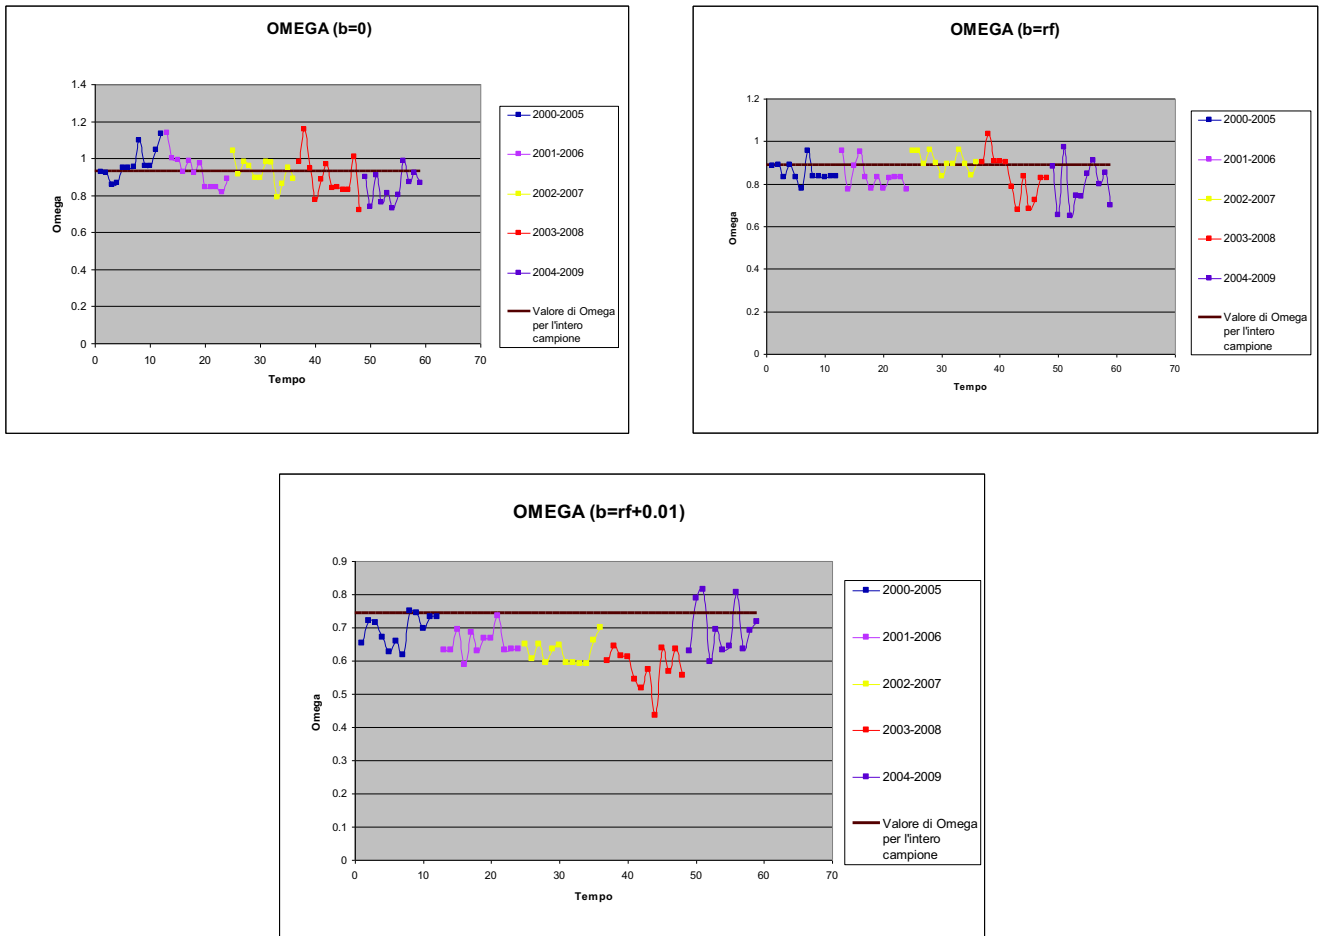 OMEGA (b=0)
1.4
1.2
1
0.8
0.6
0.4
0.2
0
0 10 20 30 40 50 60 70
Omega
Tempo
2000-2005
2001-2006
2002-2007
2003-2008
2004-2009
Valore di Omega
per l'intero
campione
OMEGA (b=rf)
1.2
1
0.8
0.6
0.4
0.2
0
0 10 20 30 40 50 60 70
Omega
Tempo
2000-2005
2001-2006
2002-2007
2003-2008
2004-2009
Valore di Omega
per l'intero
campione
OMEGA (b=rf+0.01)
0.9
0.8
0.7
0.6
0.5
0.4
0.3
0.2
0.1
0
0 10 20 30 40 50 60 70
Omega
Tempo
2000-2005
2001-2006
2002-2007
2003-2008
2004-2009
Valore di Omega
per l'intero
campione